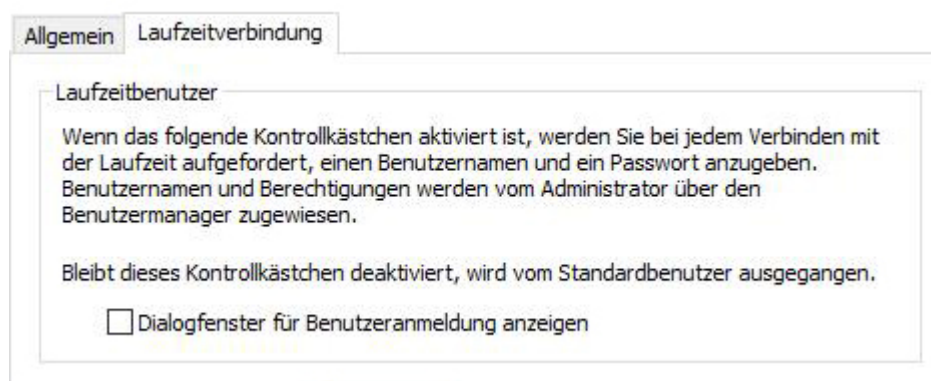 Allgemein
Laufzeitverbindung
Laufzeitbenutzer
Wenn das folgende Kontrollkästchen aktiviert ist, werden Sie bei jedem Verbinden mit
der Laufzeit aufgefordert, einen Benutzernamen und ein Passwort anzugeben.
Benutzernamen und Berechtigungen werden vom Administrator über den
Benutzermanager zugewiesen.
Bleibt dieses Kontrollkästchen deaktiviert, wird vom Standardbenutzer ausgegangen.
Dialogfenster für Benutzeranmeldung anzeigen